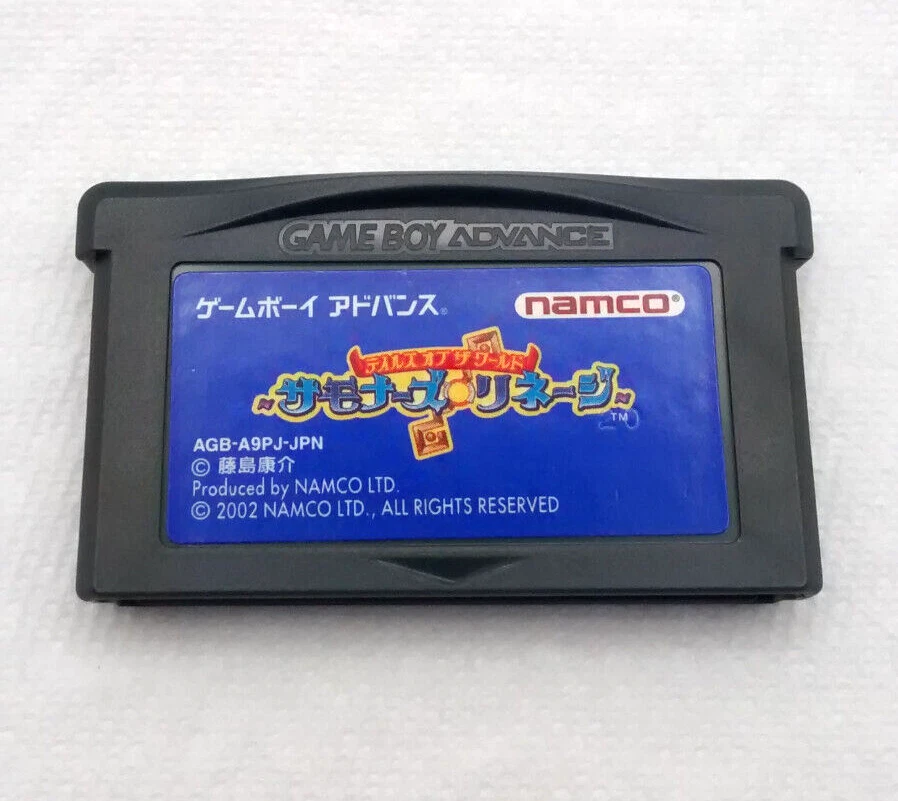 GAME BOY ADVANCE
ゲームボーイ アドバンス®
namco®
テイルズ オブ ザ ワールド
~サモナーズ・リネージ~
TM
20
AGB-A9PJ-JPN
© 藤島康介
Produced by NAMCO LTD.
© 2002 NAMCO LTD., ALL RIGHTS RESERVED